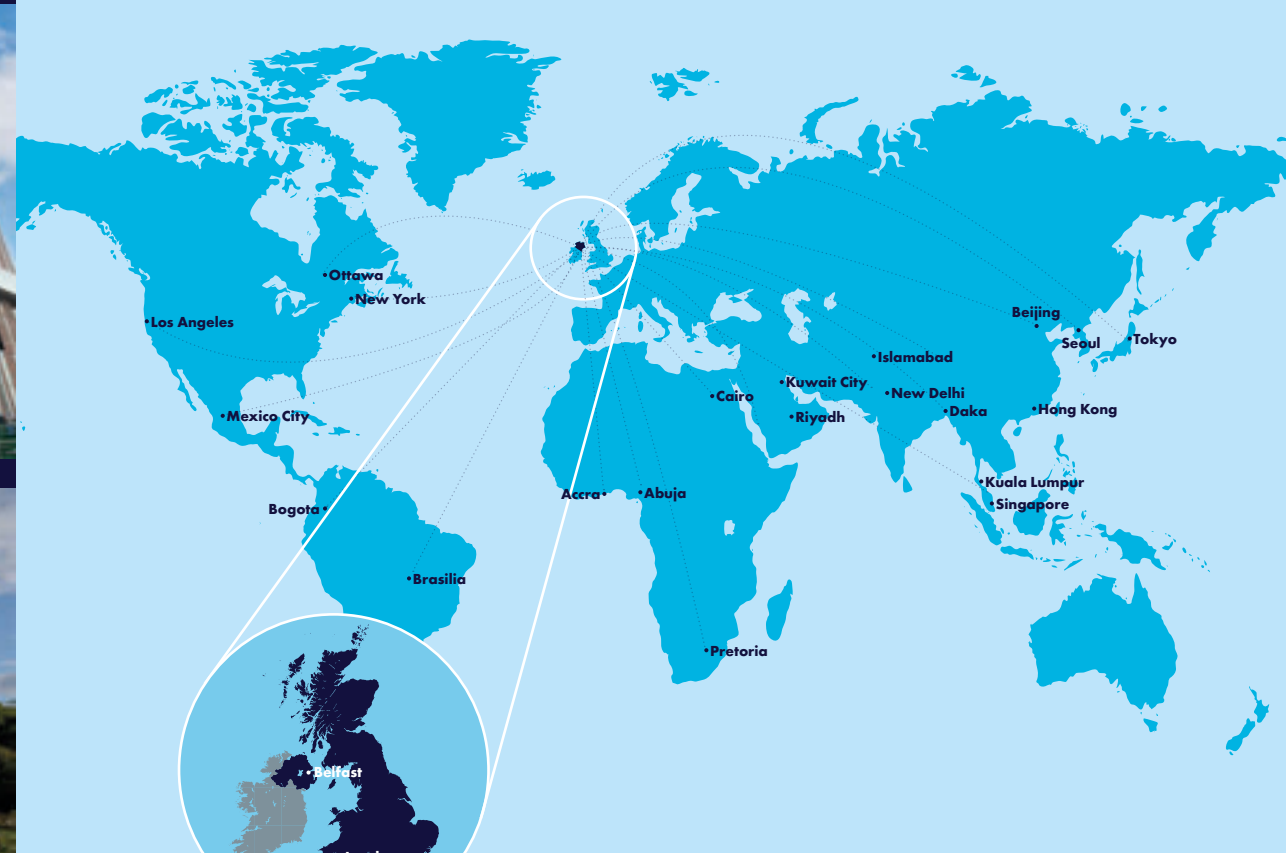 Ottawa
New York
Los Angeles
Beijing
Seoul
Tokyo
Islamabad
Kuwait City
New Delhi
Cairo
Daka
Hong Kong
Riyadh
Mexico City
Kuala Lumpur
Accra
Abuja
Singapore
Bogota
Brasilia
Pretoria
Belfast